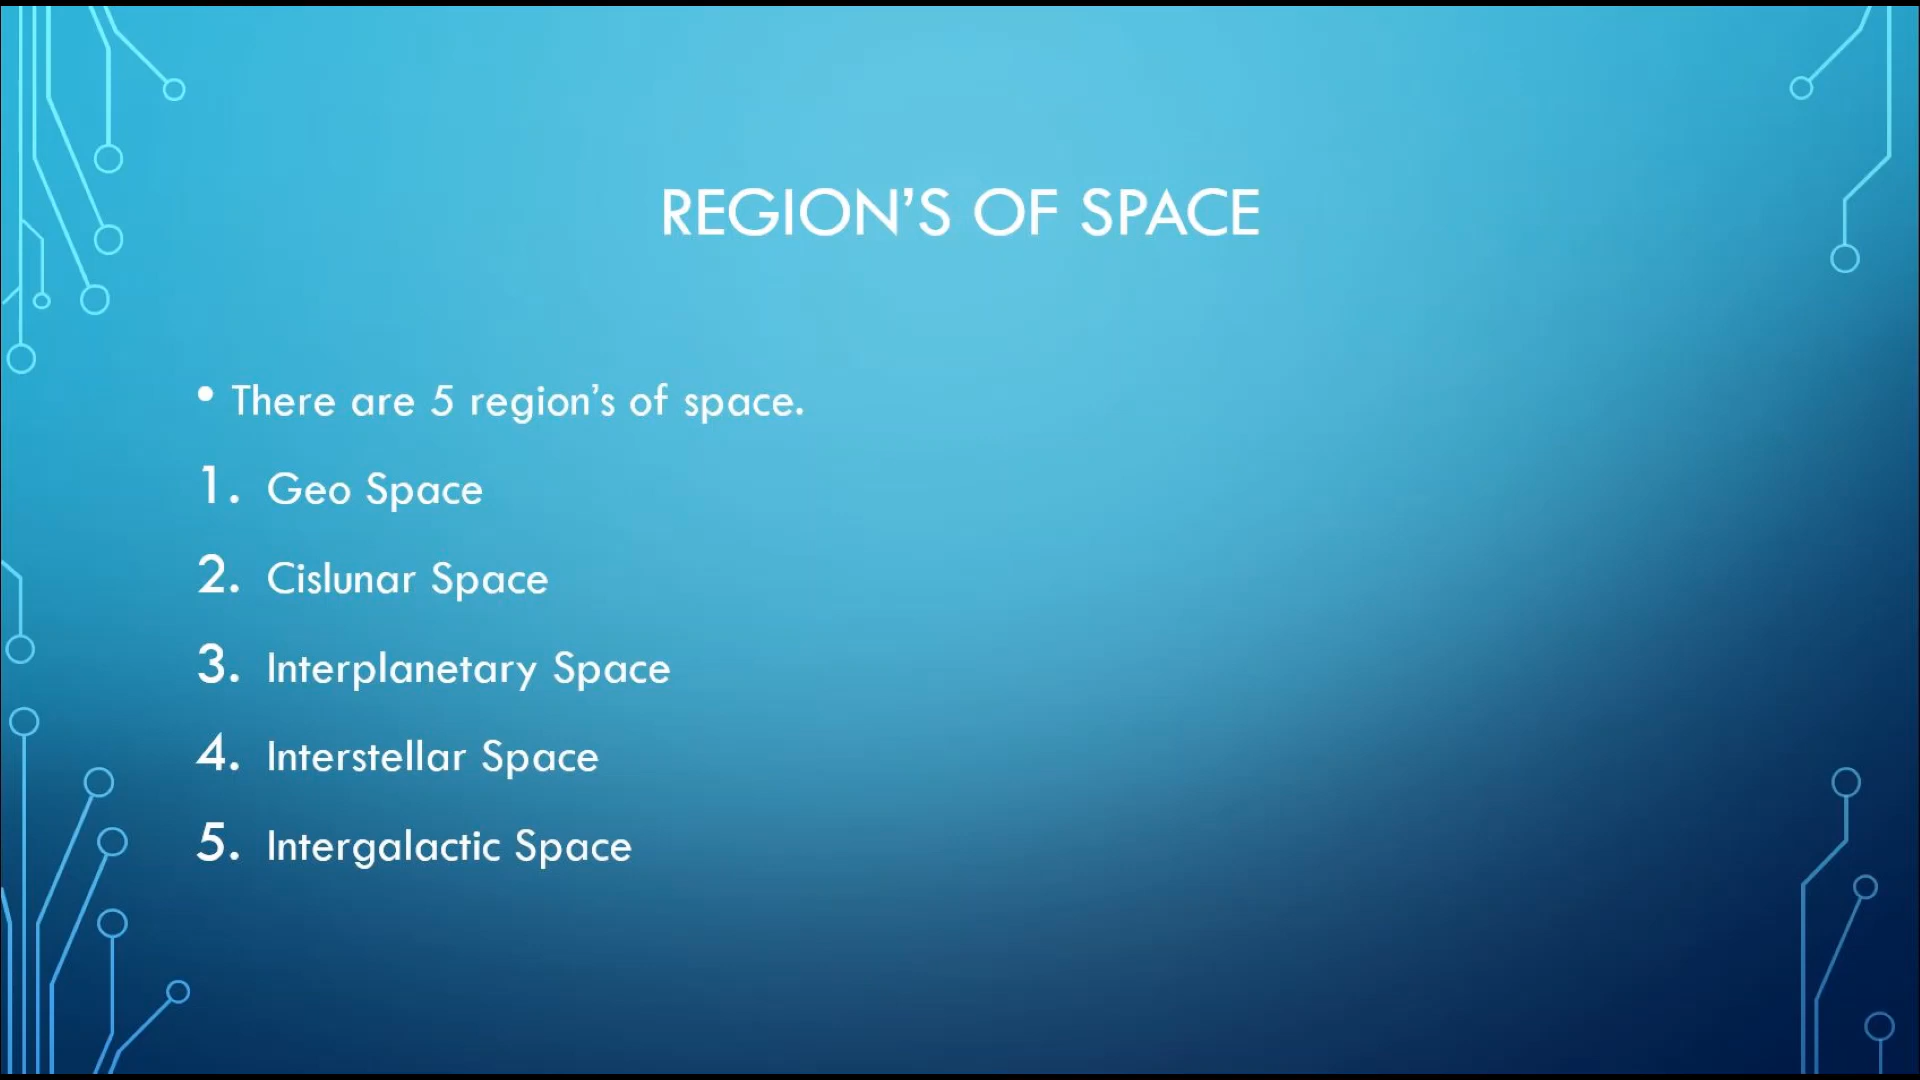 REGION’S OF SPACE
• There are 5 region’s of space.
1. Geo Space
2. Cislunar Space
3. Interplanetary Space
4. Interstellar Space
5. Intergalactic Space